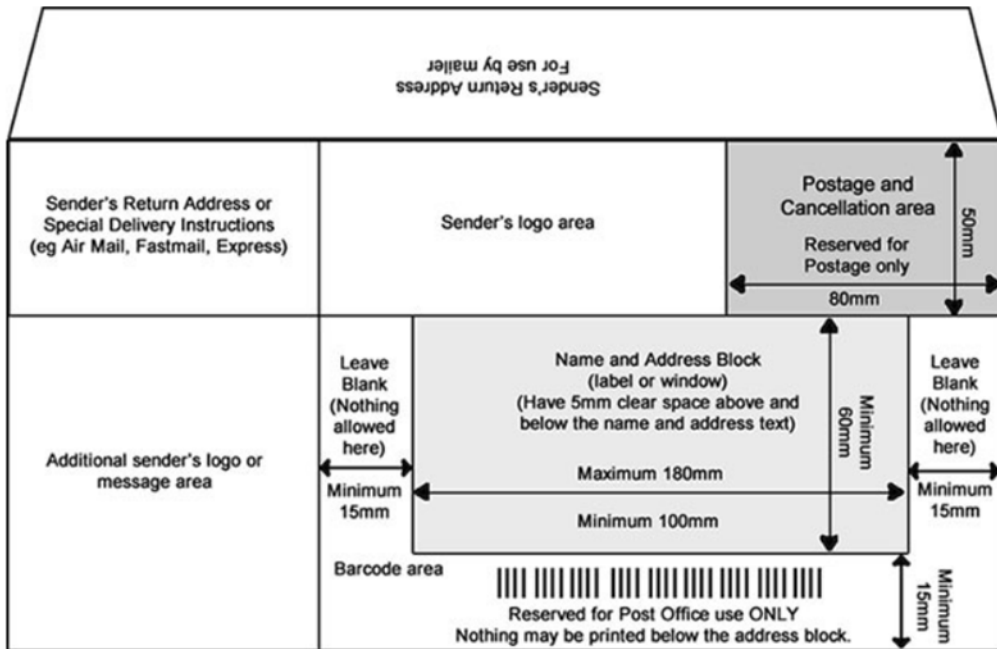 Sender's Return Address
For use by mailer
Sender's Return Address or
Special Delivery Instructions
(eg Air Mail, Fastmail, Express)
Sender's logo area
Postage and
Cancellation area
Reserved for
Postage only
80mm
50mm
Additional sender's logo or
message area
Leave
Blank
(Nothing
allowed
here)
Minimum
15mm
Name and Address Block
(label or window)
(Have 5mm clear space above and
below the name and address text)
Maximum 180mm
Minimum 100mm
Minimum
60mm
Leave
Blank
(Nothing
allowed
here)
Minimum
15mm
Barcode area
Reserved for Post Office use ONLY
Nothing may be printed below the address block.
Minimum
15mm